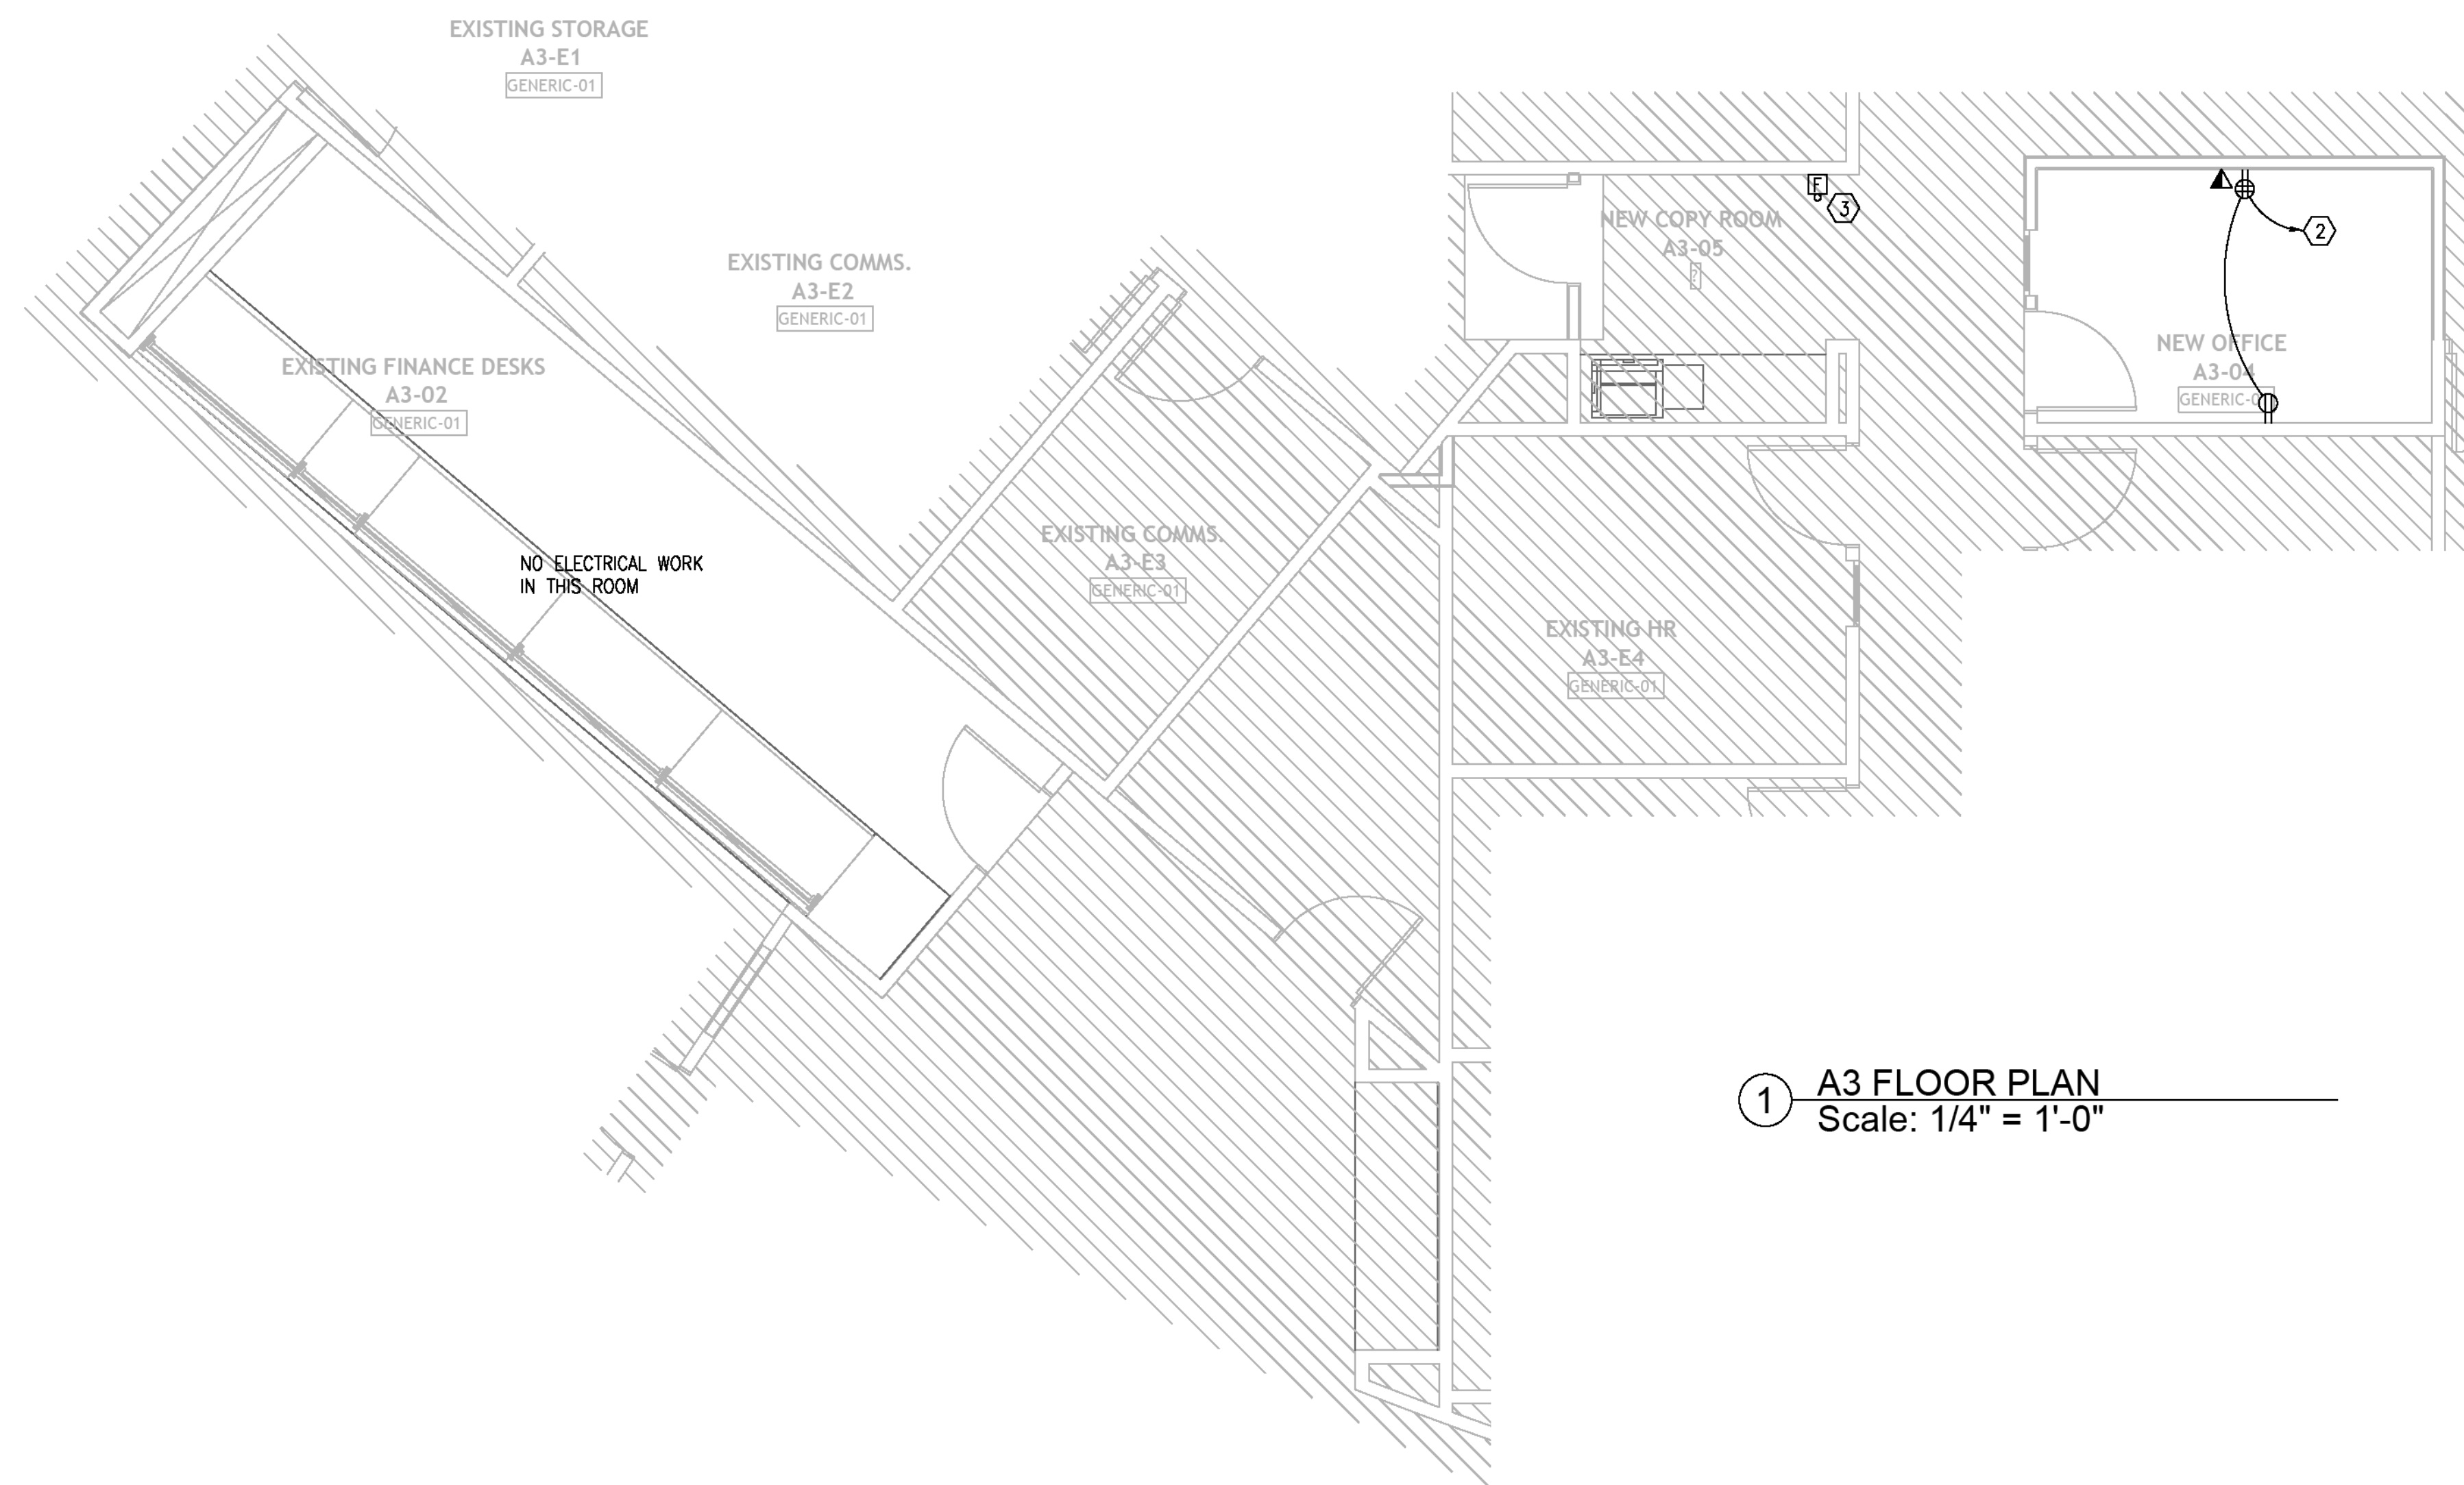 EXISTING STORAGE
A3-E1
GENERIC-01
EXISTING COMMS.
A3-E2
GENERIC-01
F
3
NEW COPY ROOM
A3-05
?
2
NEW OFFICE
A3-04
EXISTING FINANCE DESKS
A3-02
GENERIC-01
NO ELECTRICAL WORK
IN THIS ROOM
EXISTING COMMS.
A3-E3
GENERIC-01
EXISTING HR
A3-E4
GENERIC-01
1
A3 FLOOR PLAN
Scale: 1/4" = 1'-0"